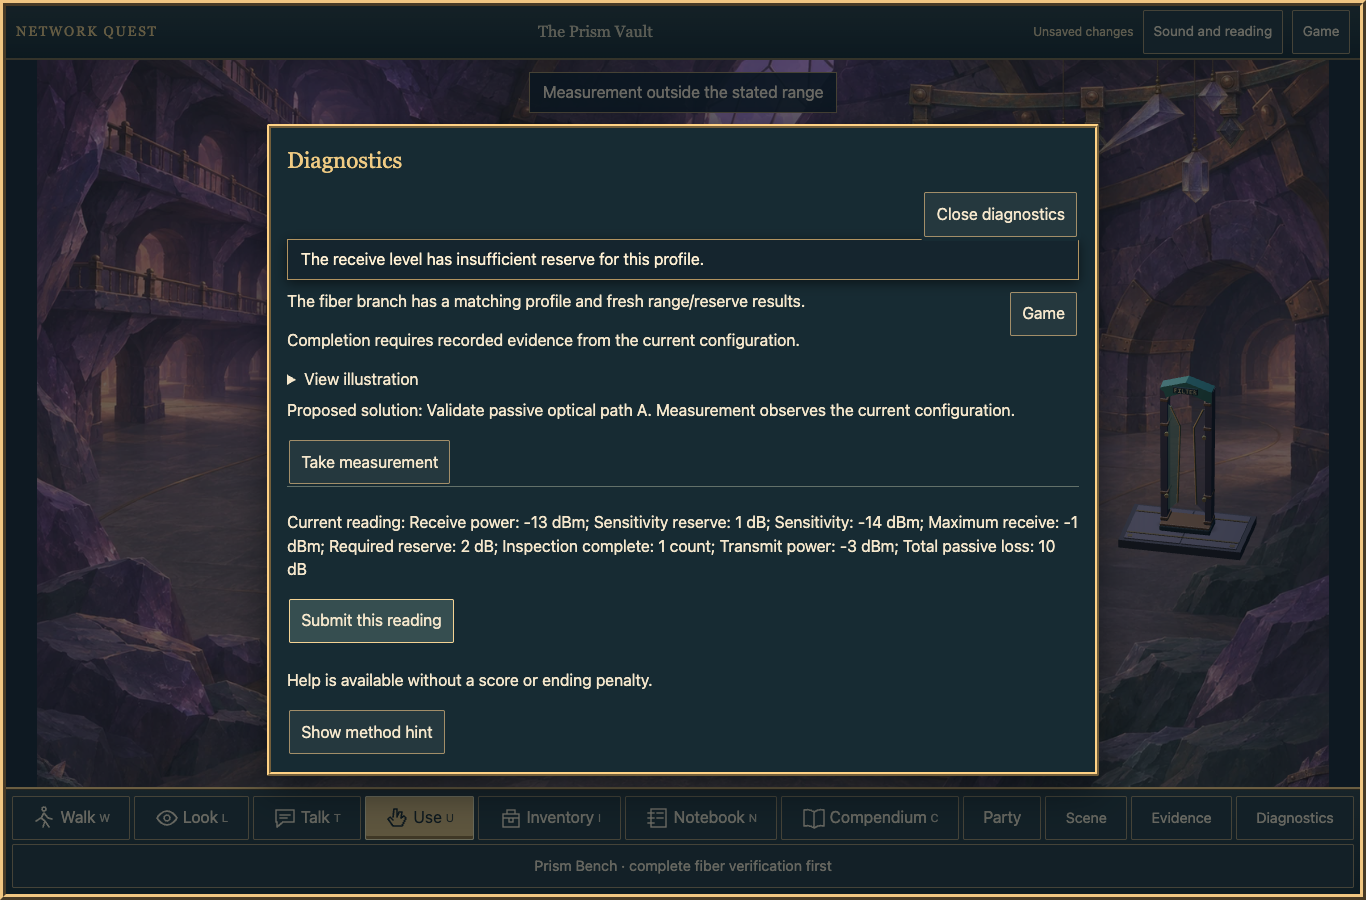 NETWORK QUEST
The Prism Vault
Unsaved changes
Sound and reading
Game
Measurement outside the stated range
Diagnostics
Close diagnostics
The receive level has insufficient reserve for this profile.
The fiber branch has a matching profile and fresh range/reserve results.
Game
Completion requires recorded evidence from the current configuration.
View illustration
Proposed solution: Validate passive optical path A. Measurement observes the current configuration.
Take measurement
Current reading: Receive power: -13 dBm; Sensitivity reserve: 1 dB; Sensitivity: -14 dBm; Maximum receive: -1
dBm; Required reserve: 2 dB; Inspection complete: 1 count; Transmit power: -3 dBm; Total passive loss: 10
dB
Submit this reading
Help is available without a score or ending penalty.
Show method hint
FILTER
Walk W
Look L
Talk T
Use U
Inventory I
Notebook N
Compendium C
Party
Scene
Evidence
Diagnostics
Prism Bench · complete fiber verification first